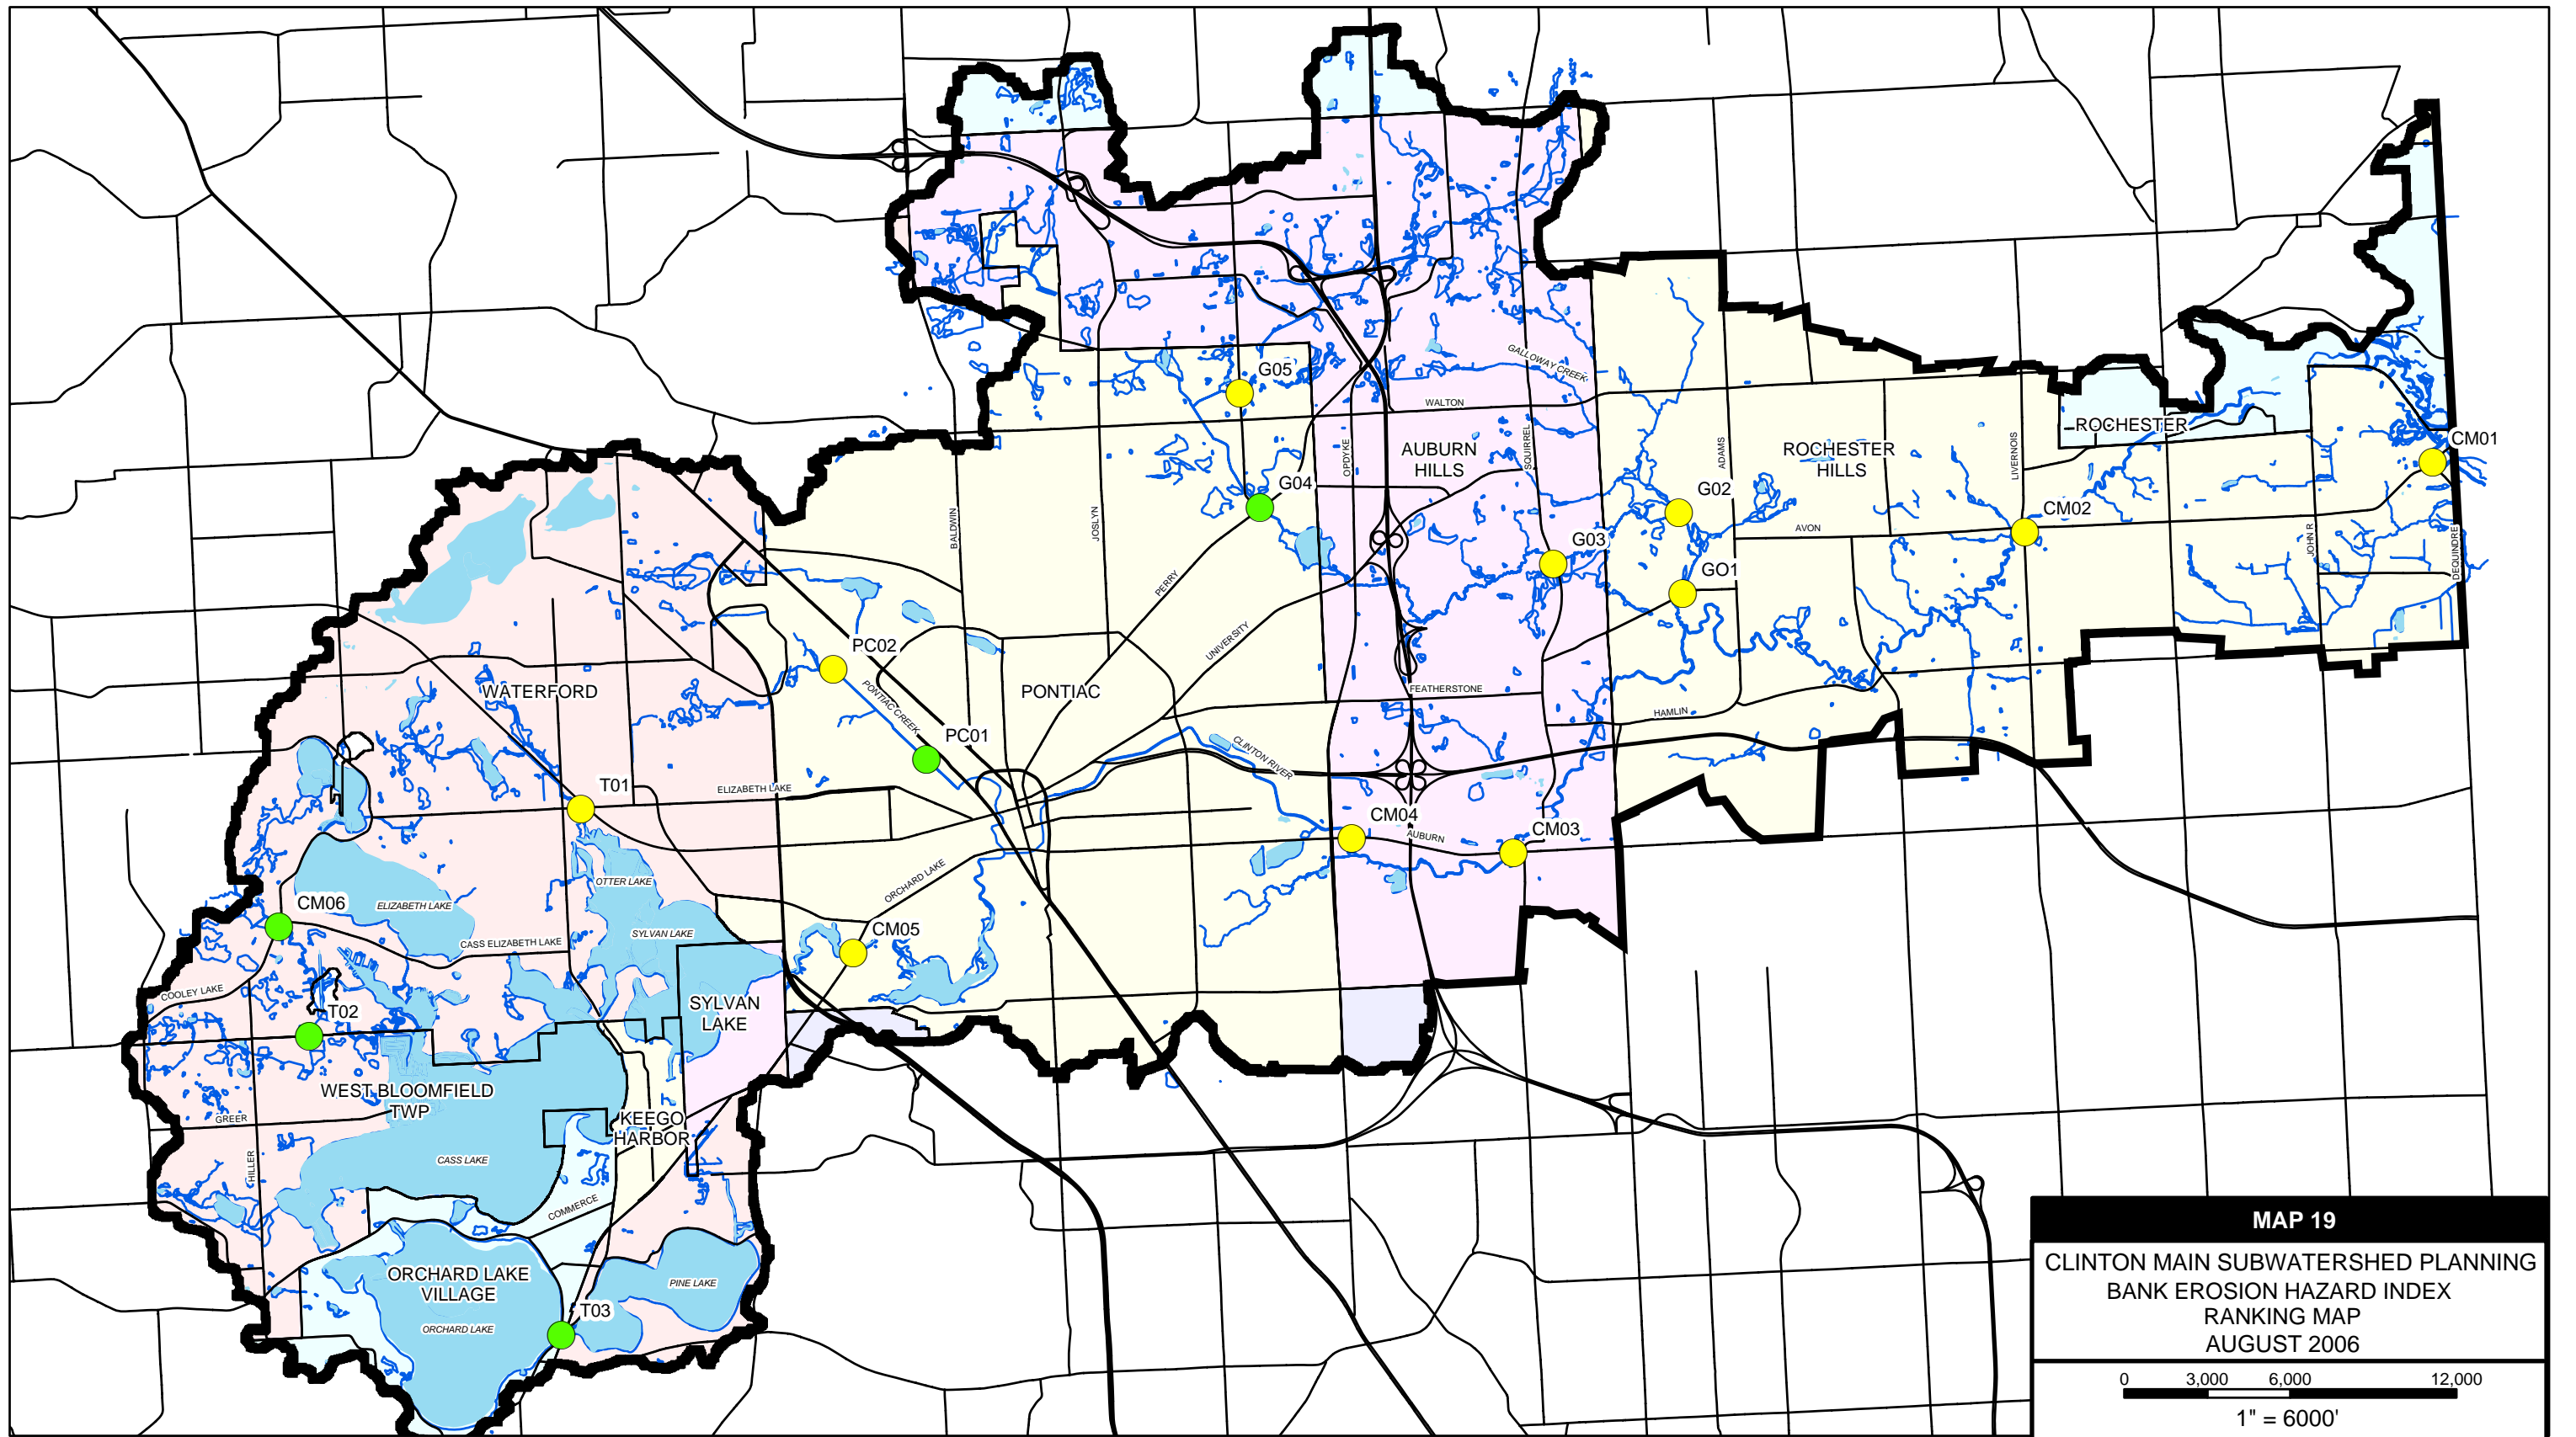 GALLOWAY CREEK
G05
WALTON
OPDYKE
AUBURN
HILLS
SQUIRREL
ADAMS
ROCHESTER
HILLS
LIVERNOIS
ROCHESTER
CM01
G04
G02
CM02
AVON
JOHN R
DEQUINDRE
BALDWIN
JOSLYN
G03
GO1
PERRY
UNIVERSITY
PC02
PONTIAC CREEK
WATERFORD
PONTIAC
FEATHERSTONE
HAMLIN
PC01
CLINTON RIVER
T01
ELIZABETH LAKE
CM04
AUBURN
CM03
ORCHARD LAKE
OTTER LAKE
CM06
ELIZABETH LAKE
CM05
SYLVAN LAKE
CASS ELIZABETH LAKE
COOLEY LAKE
T02
SYLVAN
LAKE
WEST BLOOMFIELD
TWP
GREER
KEEGO
HARBOR
HILLER
CASS LAKE
COMMERCE
ORCHARD LAKE
VILLAGE
PINE LAKE
T03
ORCHARD LAKE
MAP 19
CLINTON MAIN SUBWATERSHED PLANNING
BANK EROSION HAZARD INDEX
RANKING MAP
AUGUST 2006
0 3,000 6,000 12,000
1" = 6000'